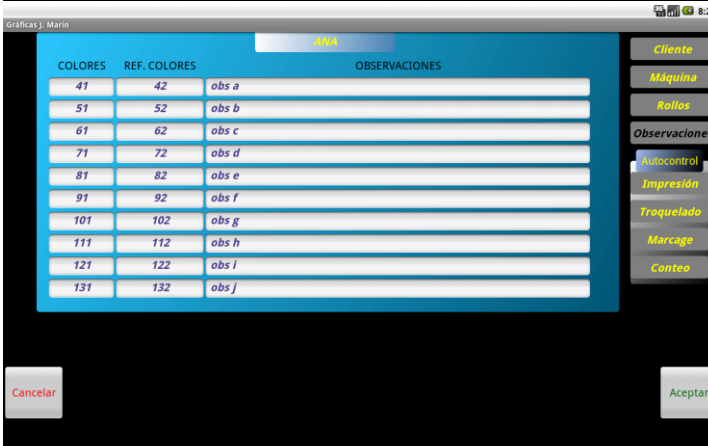 8:2
Gráficas J. Marín
ANA
COLORES REF. COLORES OBSERVACIONES
41 42 obs a
51 52 obs b
61 62 obs c
71 72 obs d
81 82 obs e
91 92 obs f
101 102 obs g
111 112 obs h
121 122 obs i
131 132 obs j
Cliente
Máquina
Rollos
Observacione
Autocontrol
Impresión
Troquelado
Marcage
Conteo
Cancelar
Aceptar